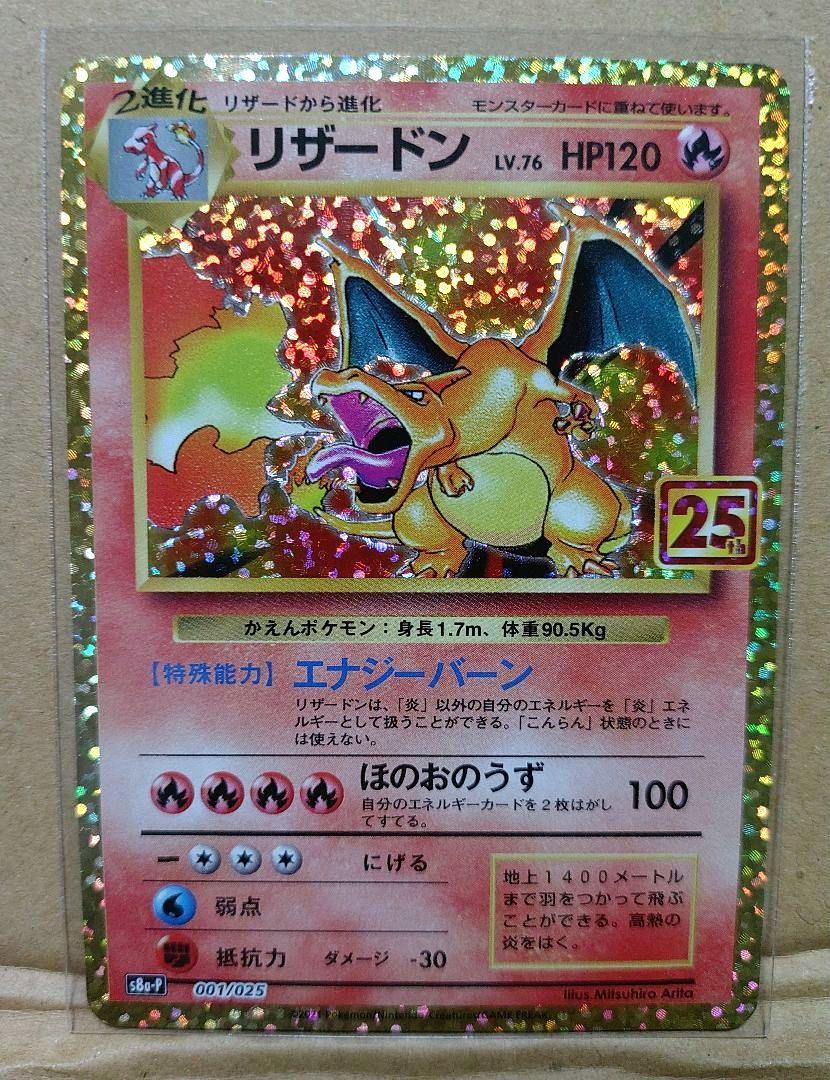 2進化 リザードから進化 モンスターカードに重ねて使います。
リザードン LV.76 HP120
25th
かえんポケモン：身長1.7m、体重90.5Kg
【特殊能力】エナジーバーン
リザードンは、「炎」以外の自分のエネルギーを「炎」エネ
ルギーとして扱うことができる。「こんらん」状態のときに
は使えない。
ほのおのうず 100
自分のエネルギーカードを２枚はがし
てすてる。
ー にげる
弱点
抵抗力 ダメージ -30
地上１４００メートル
まで羽をつかって飛ぶ
ことができる。高熱の
炎をはく。
s8a-P 001/025 Illus.Mitsuhiro Arita
©2021 Pokémon/Nintendo/Creatures/GAME FREAK